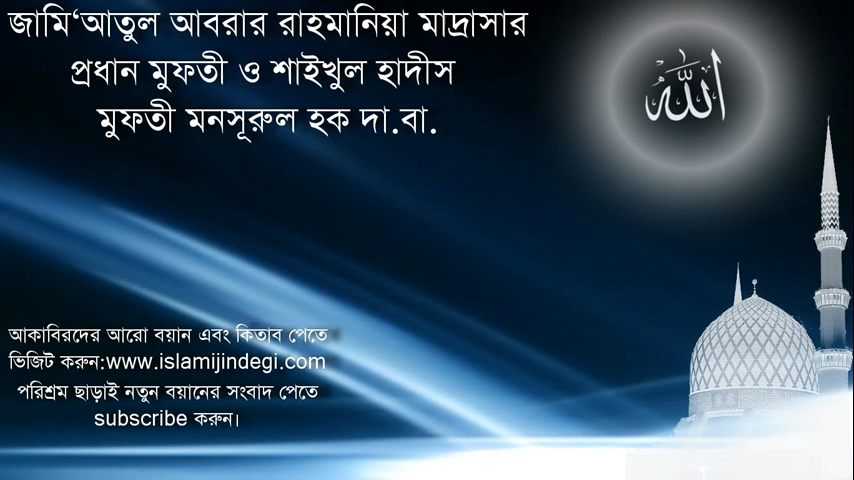 জামি‘আতুল আবরার রাহমানিয়া মাদ্রাসার
প্রধান মুফতী ও শাইখুল হাদীস
মুফতী মনসূরুল হক দা.বা.
الله
আকাবিরদের আরো বয়ান এবং কিতাব পেতে
ভিজিট করুন:www.islamijindegi.com
পরিশ্রম ছাড়াই নতুন বয়ানের সংবাদ পেতে
subscribe করুন।